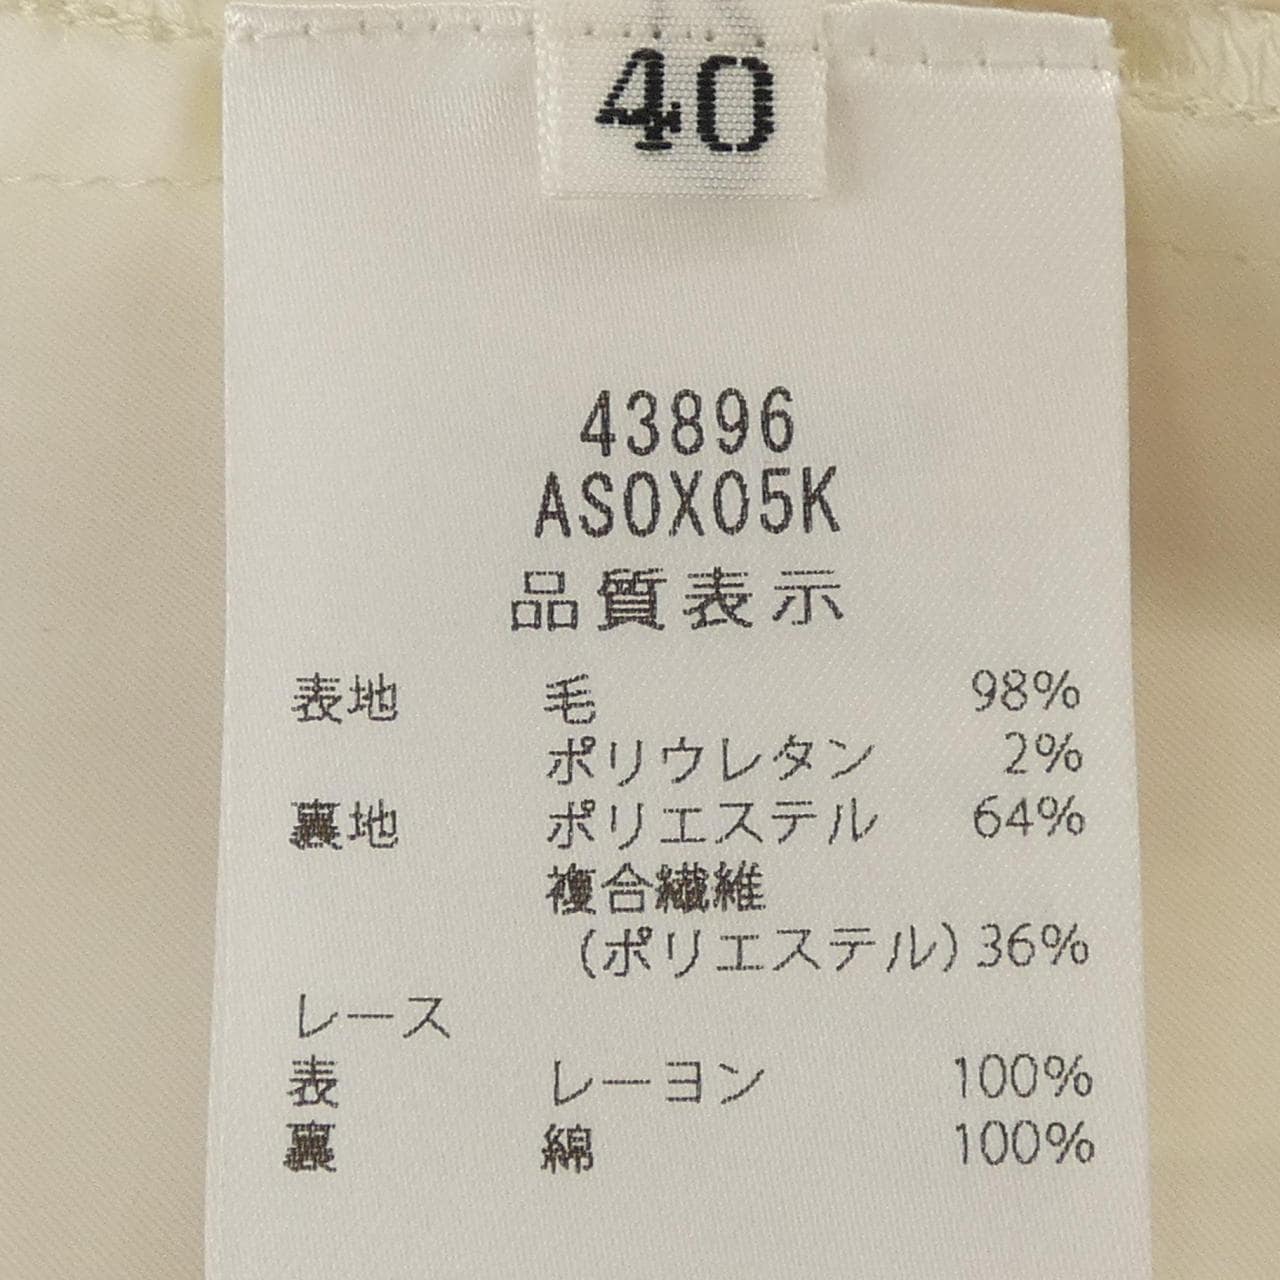 40
43896
ASOX05K
品質表示
表地 毛 98%
ポリウレタン 2%
裏地 ポリエステル 64%
複合繊維
(ポリエステル) 36%
レース
表 レーヨン 100%
裏 綿 100%